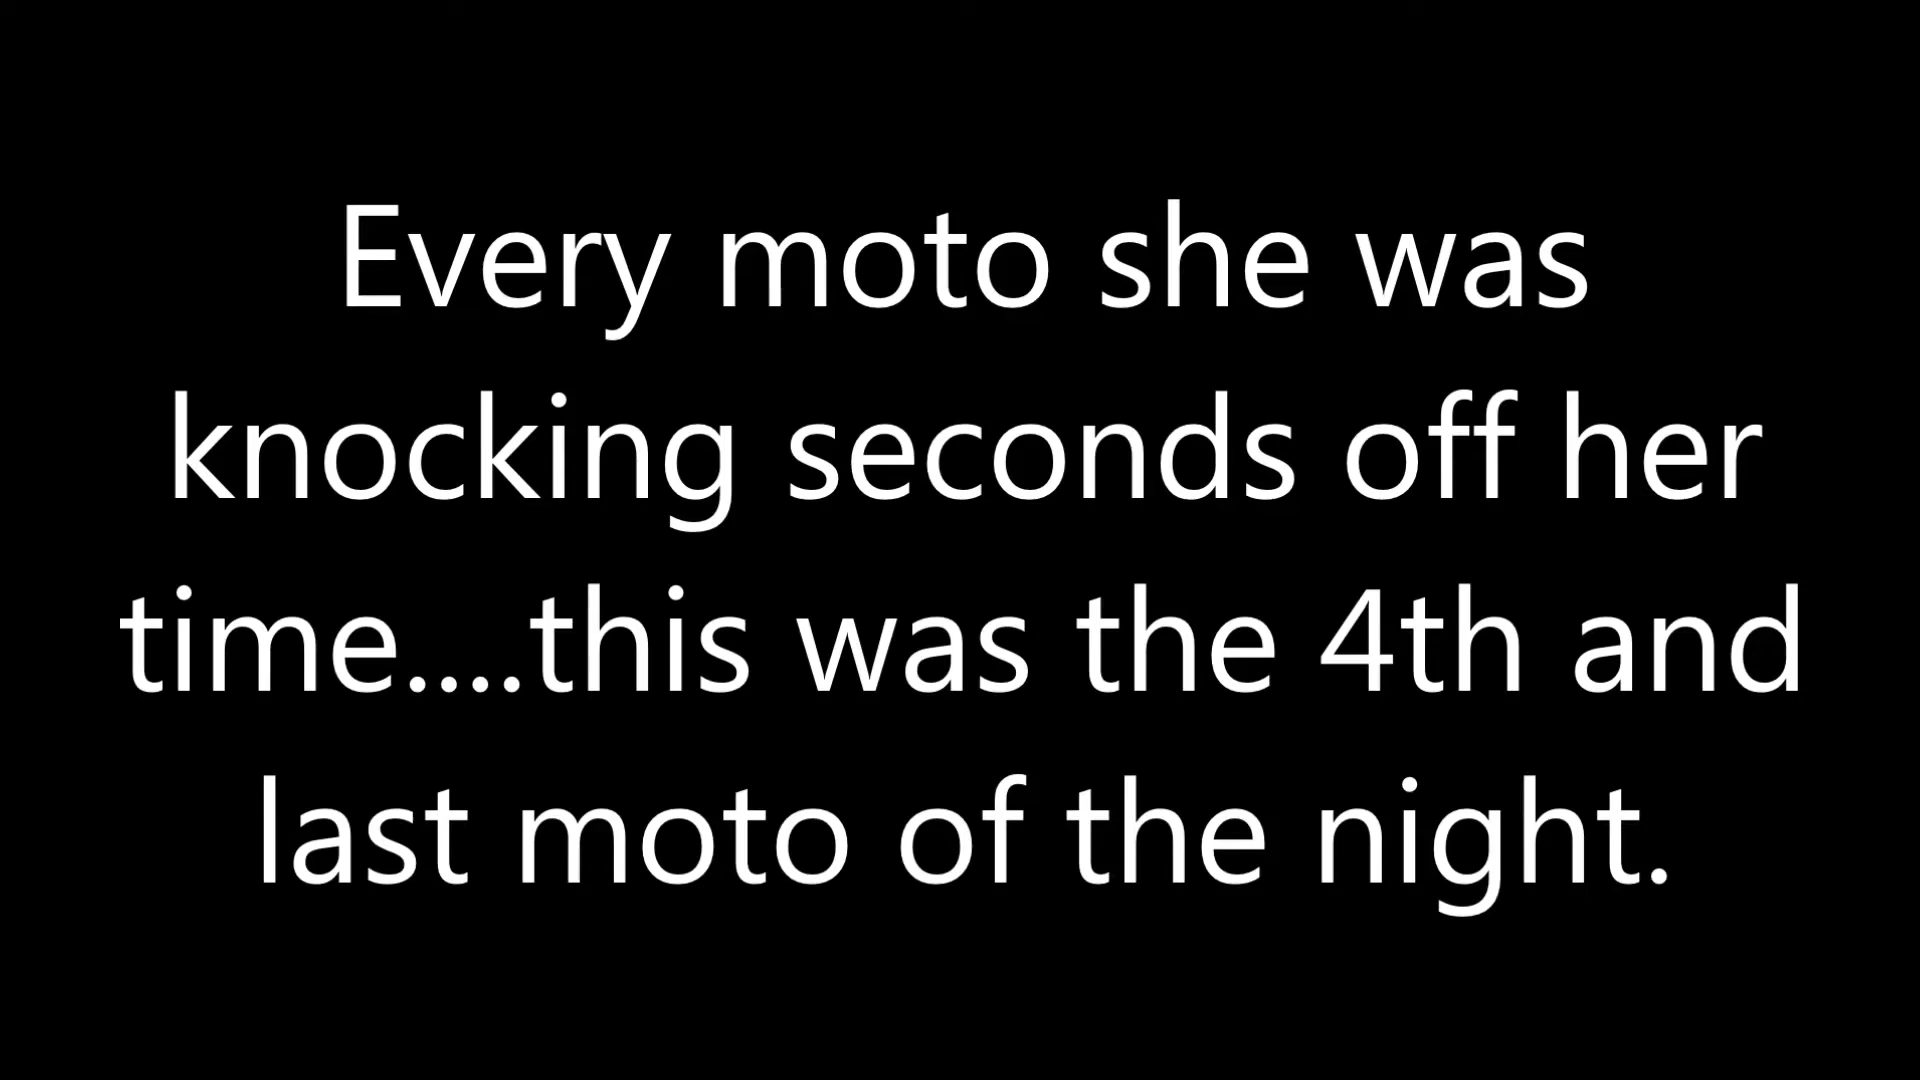 Every moto she was
knocking seconds off her
time....this was the 4th and
last moto of the night.